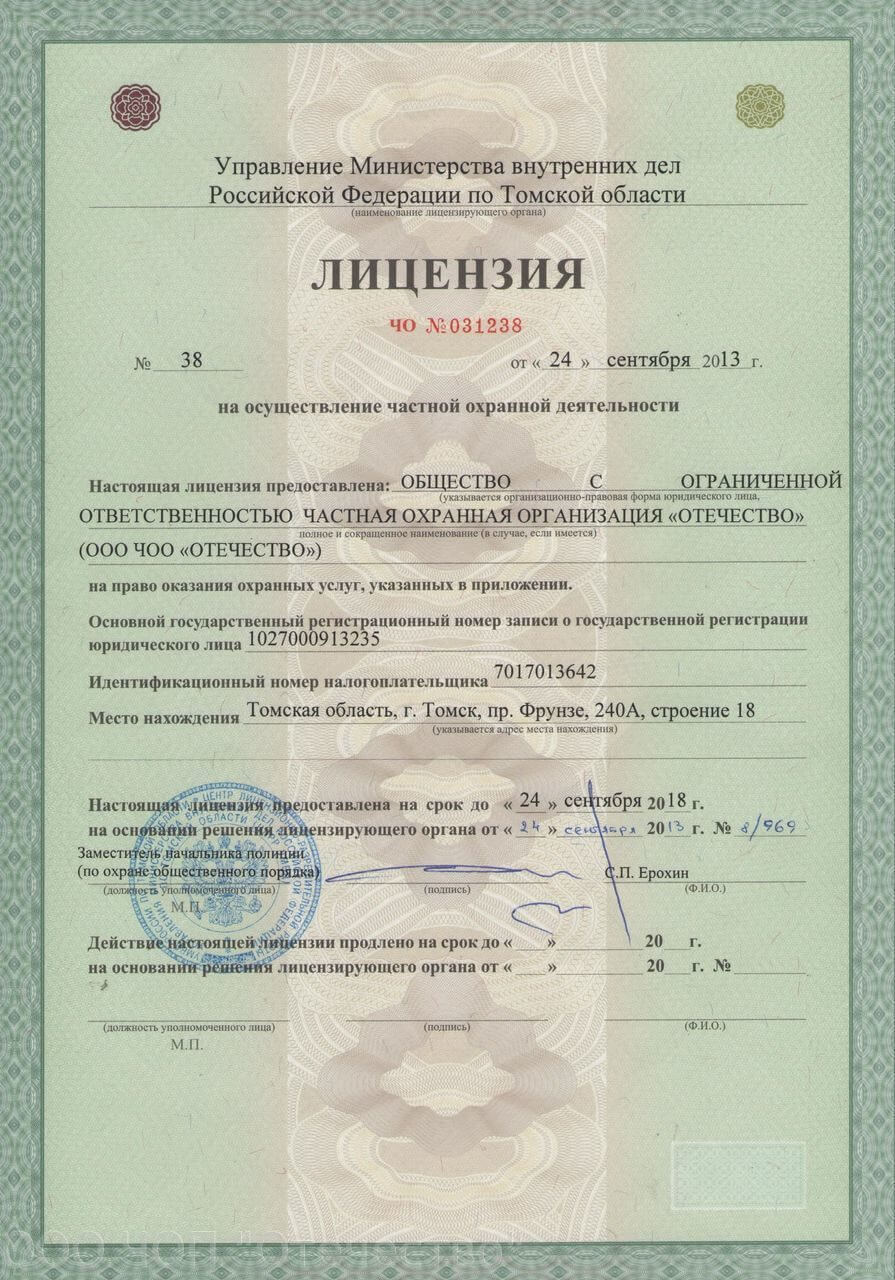 Управление Министерства внутренних дел
Российской Федерации по Томской области
(наименование лицензирующего органа)
ЛИЦЕНЗИЯ
ЧО №031238
№ 38 от « 24 » сентября 2013 г.
на осуществление частной охранной деятельности
Настоящая лицензия предоставлена: ОБЩЕСТВО С ОГРАНИЧЕННОЙ
(указывается организационно-правовая форма юридического лица,
ОТВЕТСТВЕННОСТЬЮ ЧАСТНАЯ ОХРАННАЯ ОРГАНИЗАЦИЯ «ОТЕЧЕСТВО»
полное и сокращенное наименование (в случае, если имеется)
(ООО ЧОО «ОТЕЧЕСТВО»)
на право оказания охранных услуг, указанных в приложении.
Основной государственный регистрационный номер записи о государственной регистрации
юридического лица 1027000913235
Идентификационный номер налогоплательщика 7017013642
Место нахождения Томская область, г. Томск, пр. Фрунзе, 240А, строение 18
(указывается адрес места нахождения)
Настоящая лицензия предоставлена на срок до « 24 » сентября 2018 г.
на основании решения лицензирующего органа от « 24 » сентября 2013 г. № 8/969
Заместитель начальника полиции
(по охране общественного порядка) С.П. Ерохин
(должность уполномоченного лица) (подпись) (Ф.И.О.)
М.П.
Действие настоящей лицензии продлено на срок до « » 20 г.
на основании решения лицензирующего органа от « » 20 г. №
(должность уполномоченного лица) (подпись) (Ф.И.О.)
М.П.
ООО ЧОП "Отечество"